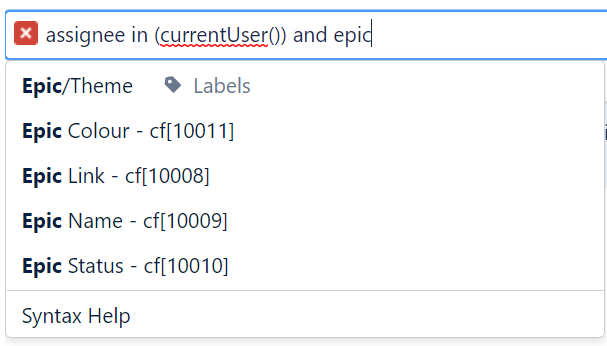 assignee in (currentUser()) and epic
Epic/Theme Labels
Epic Colour - cf[10011]
Epic Link - cf[10008]
Epic Name - cf[10009]
Epic Status - cf[10010]
Syntax Help